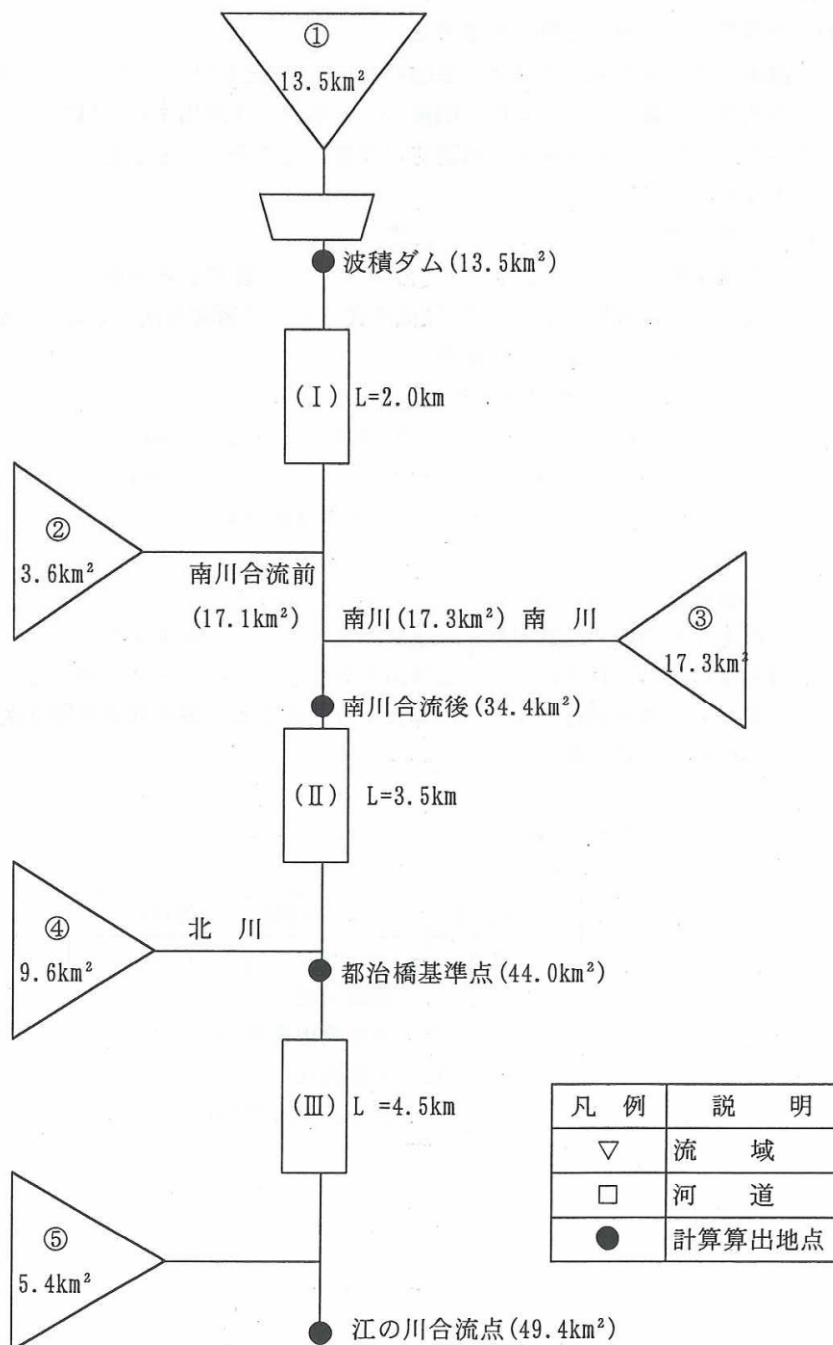 ①
13.5km²
波積ダム(13.5km²)
(Ⅰ) L=2.0km
②
3.6km²
南川合流前
(17.1km²)
南川(17.3km²) 南 川
③
17.3km²
南川合流後(34.4km²)
(Ⅱ) L=3.5km
④
9.6km²
北 川
都治橋基準点(44.0km²)
(Ⅲ) L =4.5km
凡 例 説 明
▽ 流 域
□ 河 道
● 計算算出地点
⑤
5.4km²
江の川合流点(49.4km²)